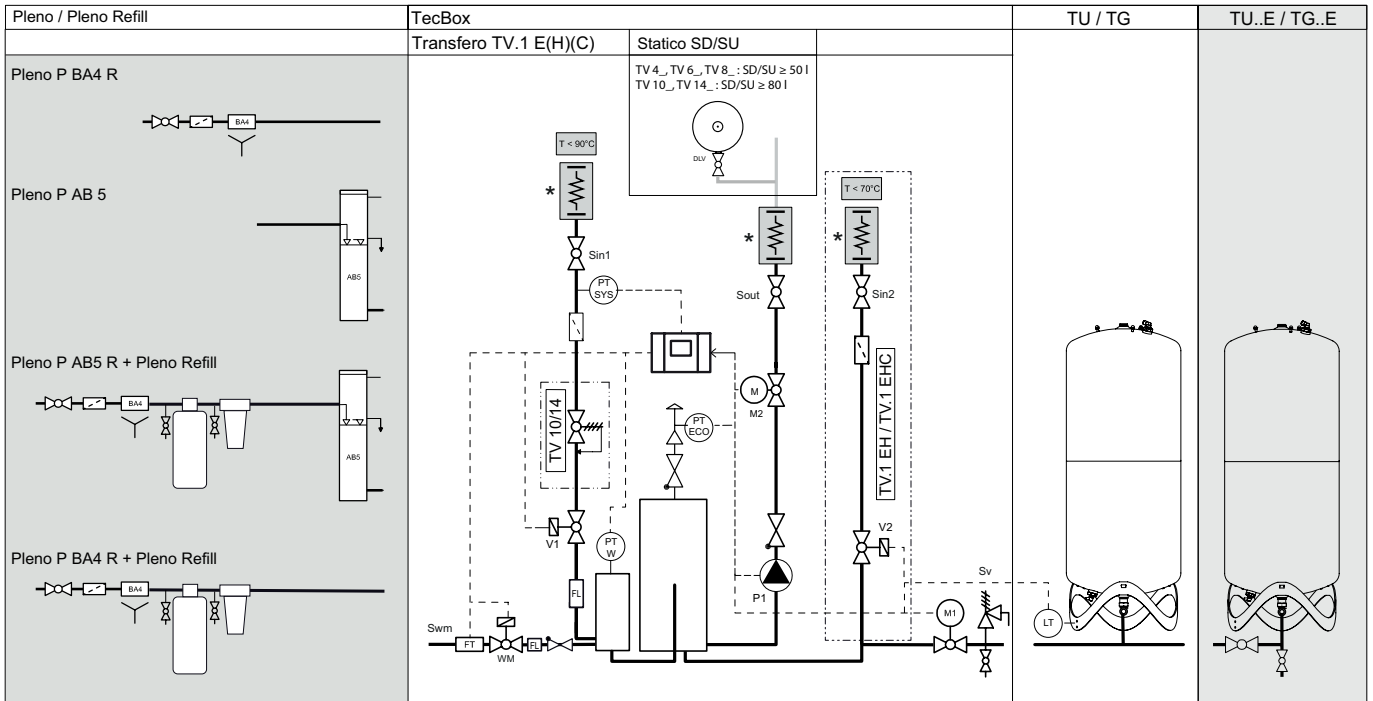 Pleno / Pleno Refill
TecBox
TU / TG
TU..E / TG..E
Transfero TV.1 E(H)(C)
Statico SD/SU
Pleno P BA4 R
BA4
Pleno P AB 5
AB5
Pleno P AB5 R + Pleno Refill
BA4
AB5
Pleno P BA4 R + Pleno Refill
BA4
TV 4_, TV 6_, TV 8_ : SD/SU ≥ 50 l
TV 10_, TV 14_ : SD/SU ≥ 80 l
DLV
T < 90°C
*
Sin1
PT
SYS
*
Sout
T < 70°C
*
Sin2
TV 10/14
M
M2
PT
ECO
TV.1 EH / TV.1 EHC
V1
PT
W
FL
P1
V2
Swm
FT
WM
FL
M1
Sv
LT